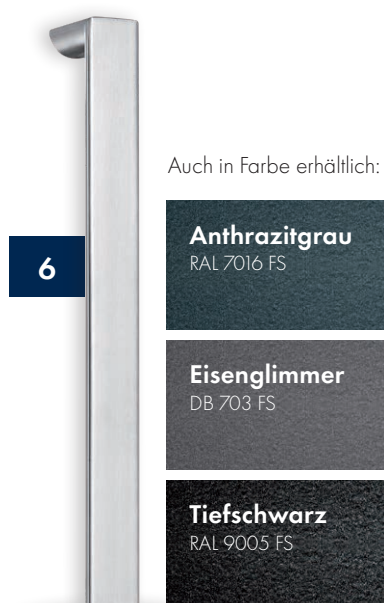 Auch in Farbe erhältlich:
6
Anthrazitgrau
RAL 7016 FS
Eisenglimmer
DB 703 FS
Tiefschwarz
RAL 9005 FS